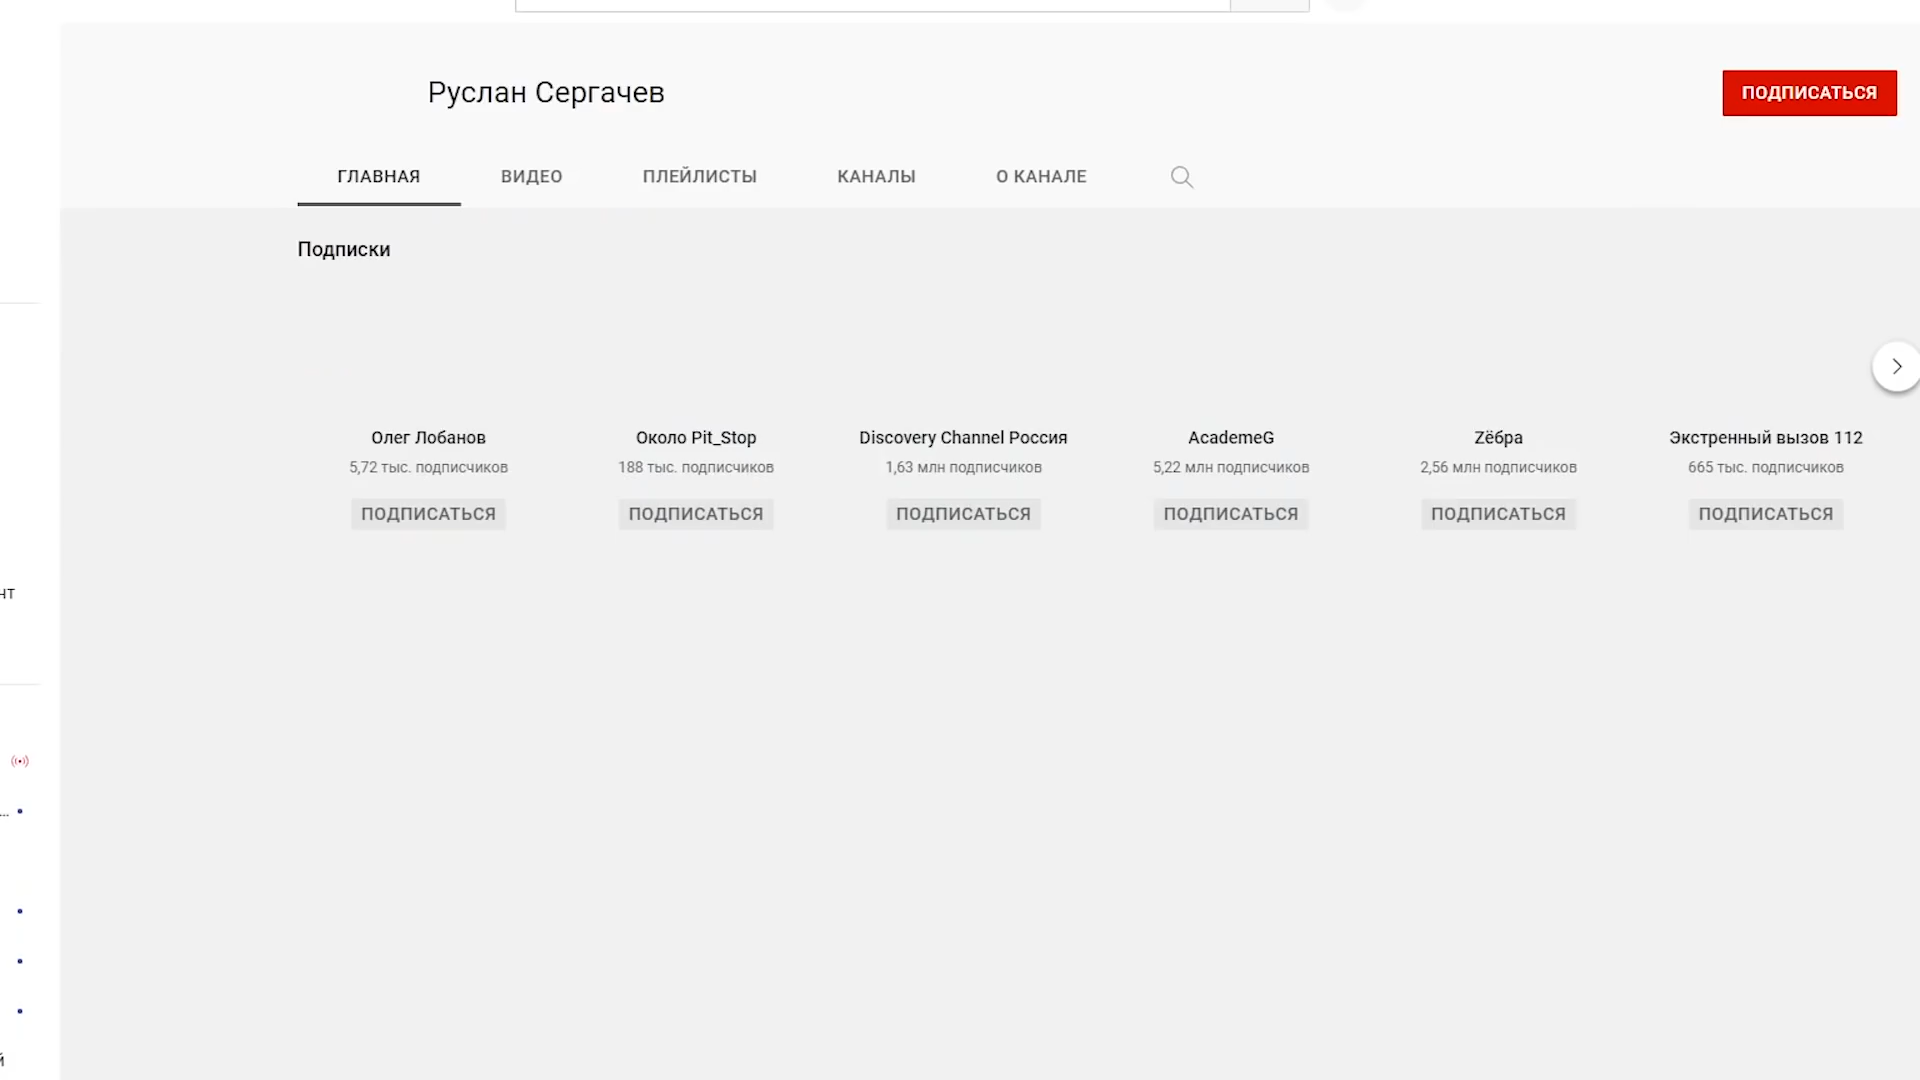 Руслан Сергачев
ПОДПИСАТЬСЯ
ГЛАВНАЯ ВИДЕО ПЛЕЙЛИСТЫ КАНАЛЫ О КАНАЛЕ
Подписки
Олег Лобанов Около Pit_Stop Discovery Channel Россия AcademeG Zёбра Экстренный вызов 112
5,72 тыс. подписчиков 188 тыс. подписчиков 1,63 млн подписчиков 5,22 млн подписчиков 2,56 млн подписчиков 665 тыс. подписчиков
ПОДПИСАТЬСЯ ПОДПИСАТЬСЯ ПОДПИСАТЬСЯ ПОДПИСАТЬСЯ ПОДПИСАТЬСЯ ПОДПИСАТЬСЯ